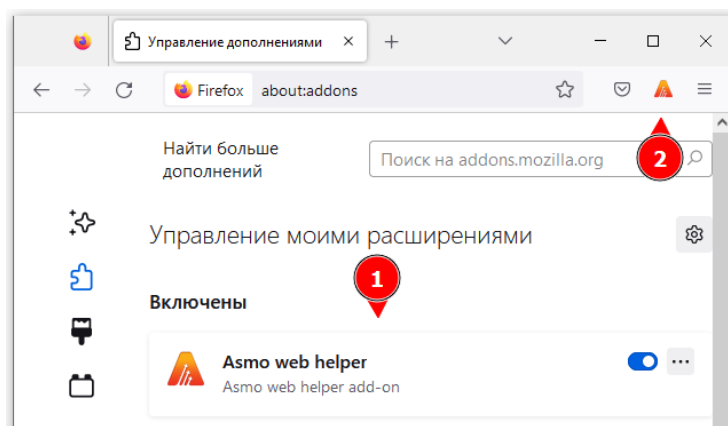 Управление дополнениями
Firefox about:addons
Найти больше
дополнений
Поиск на addons.mozilla.org
2
Управление моими расширениями
1
Включены
Asmo web helper
Asmo web helper add-on